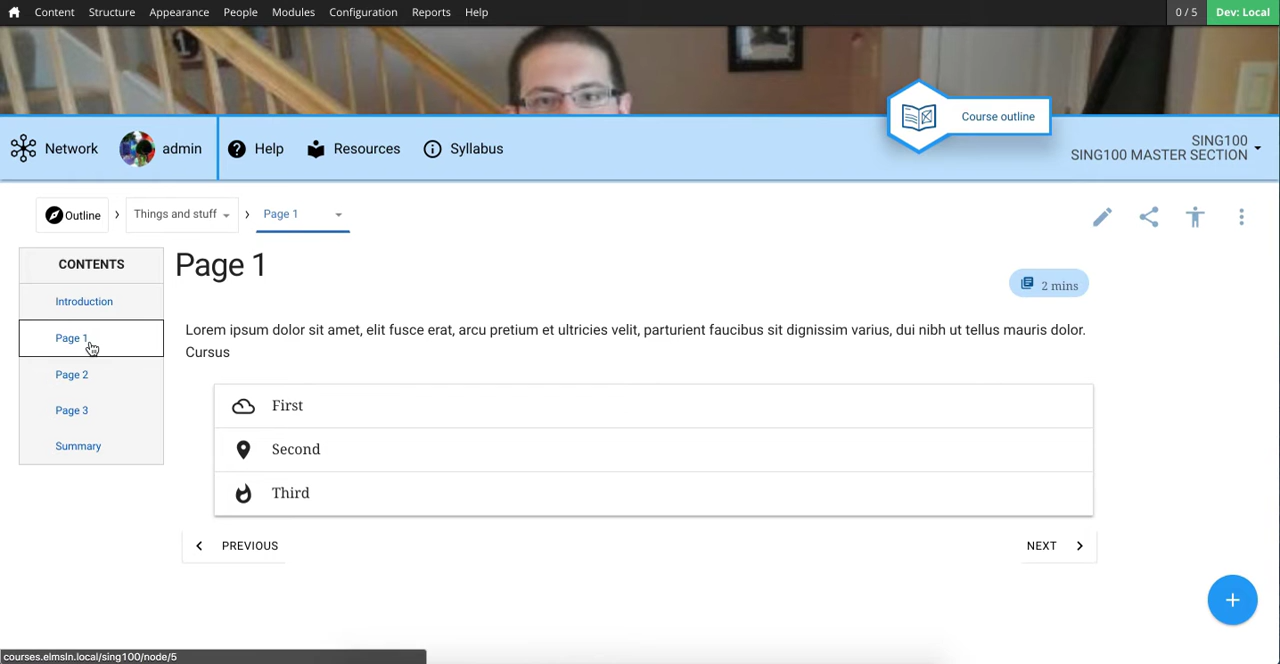 Content Structure Appearance People Modules Configuration Reports Help 0 / 5 Dev: Local
Course outline
Network admin Help Resources Syllabus
SING100
SING100 MASTER SECTION
Outline › Things and stuff › Page 1
CONTENTS
Introduction
Page 1
Page 2
Page 3
Summary
Page 1
2 mins
Lorem ipsum dolor sit amet, elit fusce erat, arcu pretium et ultricies velit, parturient faucibus sit dignissim varius, dui nibh ut tellus mauris dolor.
Cursus
First
Second
Third
PREVIOUS
NEXT
courses.elmsln.local/sing100/node/5